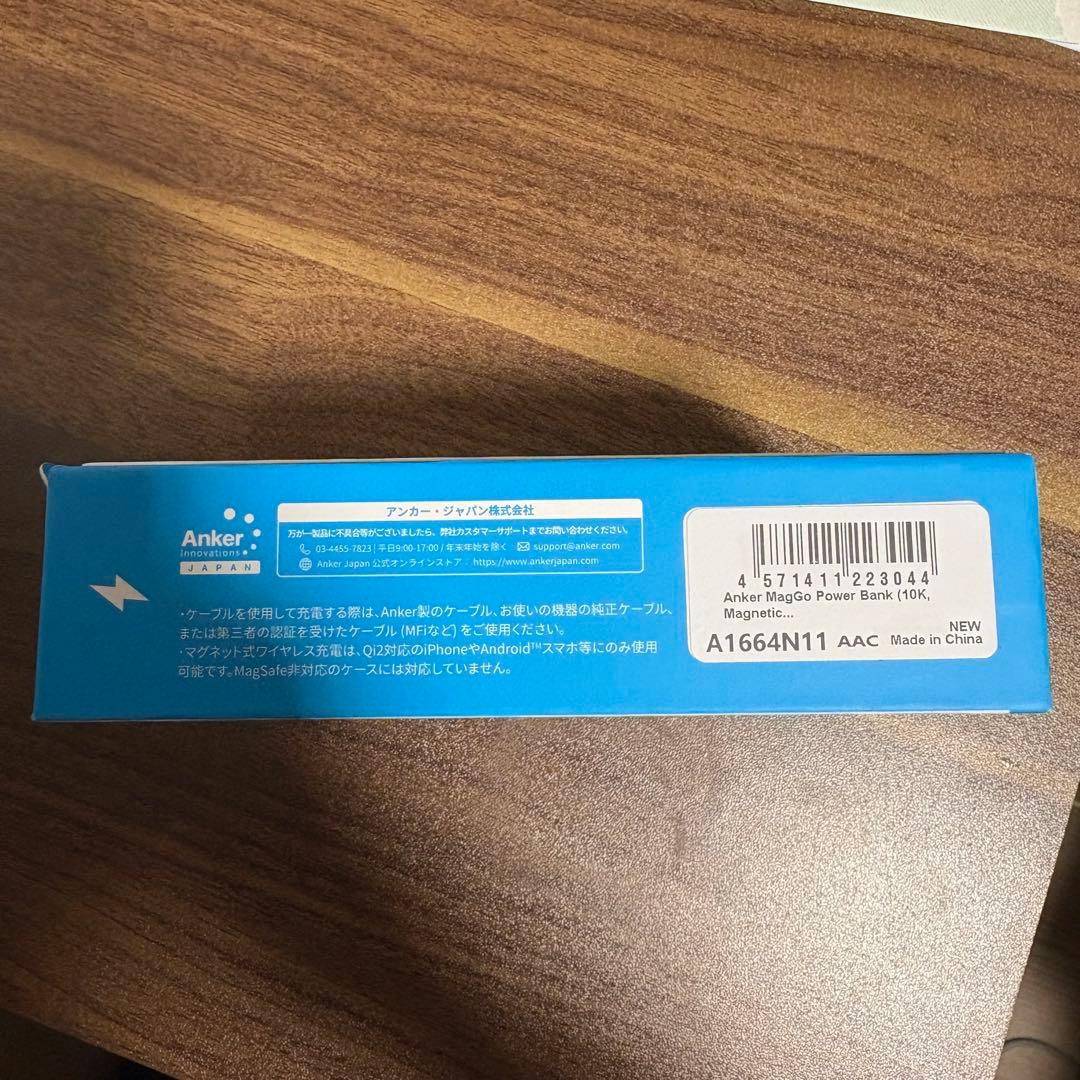 Anker
Innovations
JAPAN
アンカー・ジャパン株式会社
万が一製品に不具合等がございましたら、弊社カスタマーサポートまでお問い合わせください。
03-4455-7823 | 平日9:00-17:00 / 年末年始を除く support@anker.com
Anker Japan 公式オンラインストア https://www.ankerjapan.com
・ケーブルを使用して充電する際は、Anker製のケーブル、お使いの機器の純正ケーブル、
または第三者の認証を受けたケーブル (MFiなど) をご使用ください。
・マグネット式ワイヤレス充電は、Qi2対応のiPhoneやAndroid™スマホ等にのみ使用
可能です。MagSafe非対応のケースには対応していません。
4 571411 223044
Anker MagGo Power Bank (10K,
Magnetic...
NEW
A1664N11 AAC Made in China